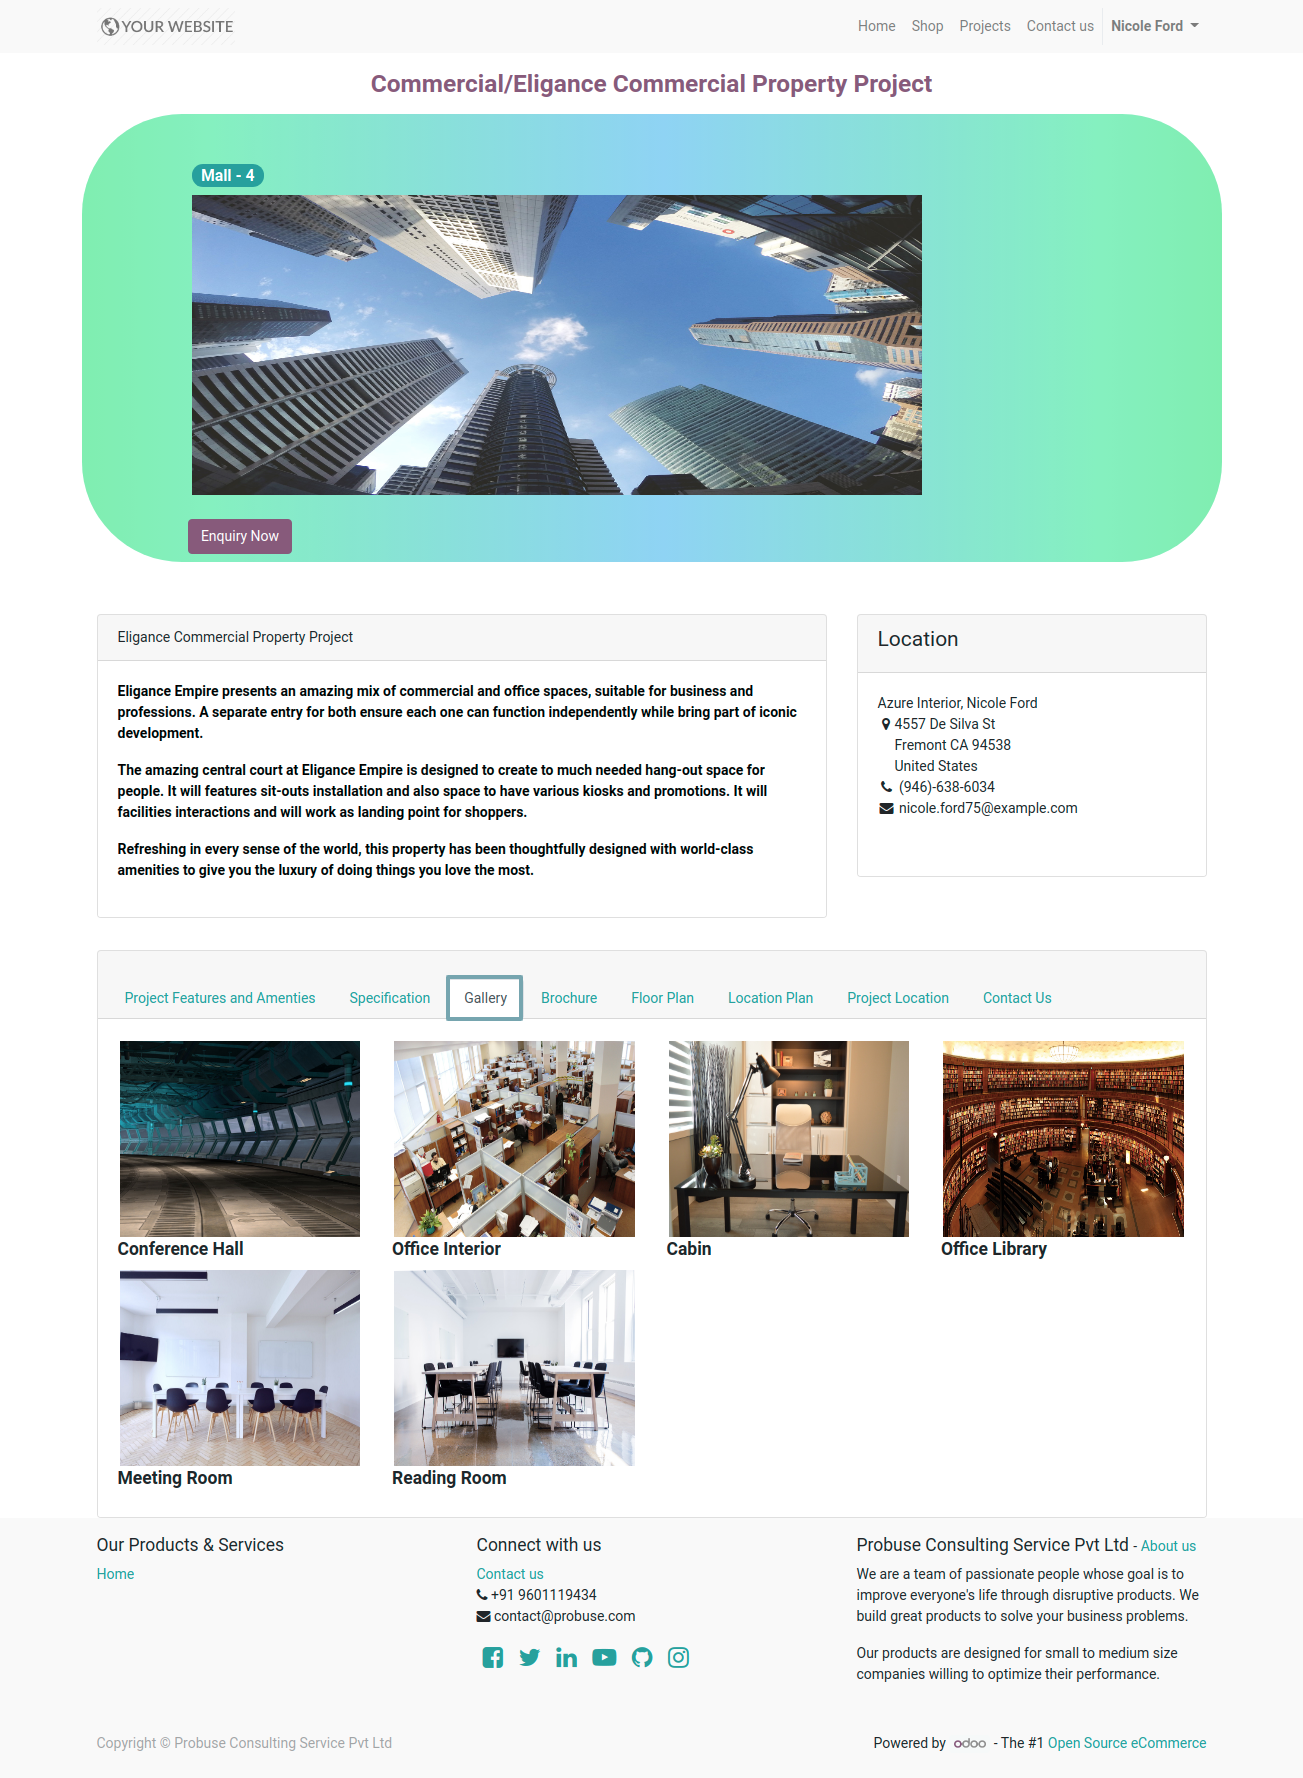 YOUR WEBSITE
Home Shop Projects Contact us Nicole Ford
Commercial/Eligance Commercial Property Project
Mall - 4
Enquiry Now
Eligance Commercial Property Project
Eligance Empire presents an amazing mix of commercial and office spaces, suitable for business and
professions. A separate entry for both ensure each one can function independently while bring part of iconic
development.
The amazing central court at Eligance Empire is designed to create to much needed hang-out space for
people. It will features sit-outs installation and also space to have various kiosks and promotions. It will
facilities interactions and will work as landing point for shoppers.
Refreshing in every sense of the world, this property has been thoughtfully designed with world-class
amenities to give you the luxury of doing things you love the most.
Location
Azure Interior, Nicole Ford
4557 De Silva St
Fremont CA 94538
United States
(946)-638-6034
nicole.ford75@example.com
Project Features and Amenties Specification Gallery Brochure Floor Plan Location Plan Project Location Contact Us
Conference Hall Office Interior Cabin Office Library
Meeting Room Reading Room
Our Products & Services
Home
Connect with us
Contact us
+91 9601119434
contact@probuse.com
Probuse Consulting Service Pvt Ltd - About us
We are a team of passionate people whose goal is to
improve everyone's life through disruptive products. We
build great products to solve your business problems.
Our products are designed for small to medium size
companies willing to optimize their performance.
Copyright © Probuse Consulting Service Pvt Ltd
Powered by odoo - The #1 Open Source eCommerce